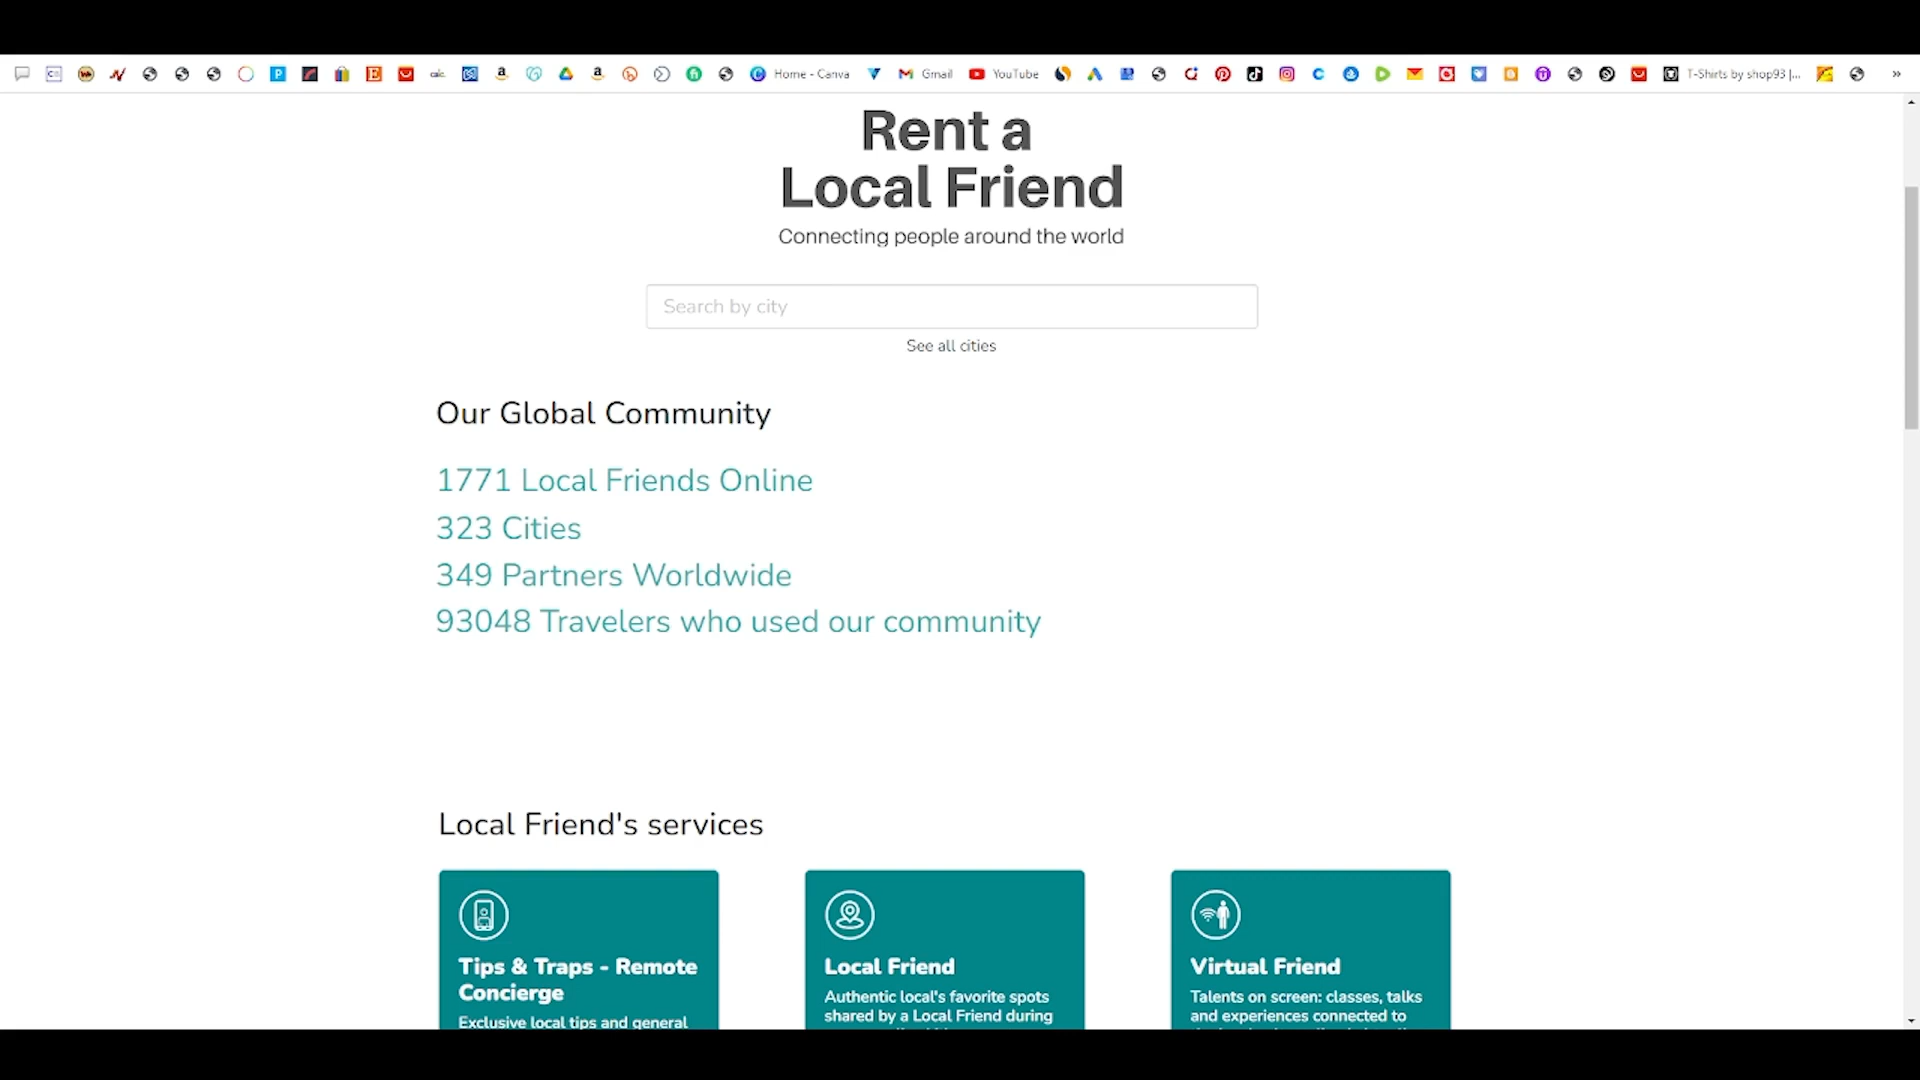 Home - Canva
Gmail
YouTube
T-Shirts by shop93 |...
Rent a
Local Friend
Connecting people around the world
Search by city
See all cities
Our Global Community
1771 Local Friends Online
323 Cities
349 Partners Worldwide
93048 Travelers who used our community
Local Friend's services
Tips & Traps - Remote
Concierge
Exclusive local tips and general
Local Friend
Authentic local's favorite spots
shared by a Local Friend during
Virtual Friend
Talents on screen: classes, talks
and experiences connected to